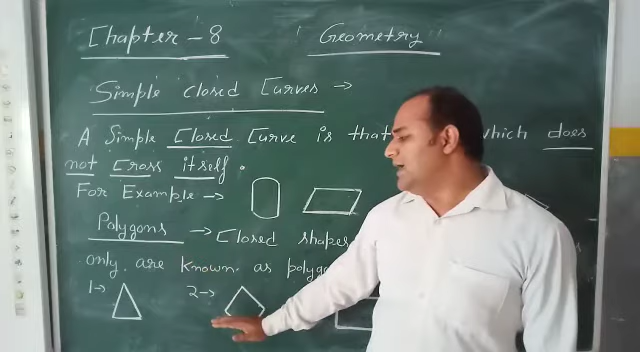 Chapter - 8 Geometry
Simple closed Curves →
A Simple Closed Curve is that which does
not Cross itself.
For Example →
Polygons → Closed shapes
only are known as
1→ 2→